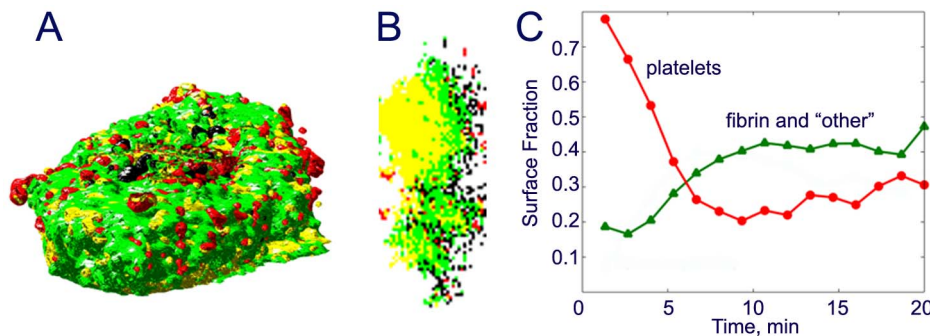 A
B
C
0.7
0.6
0.5
0.4
0.3
0.2
0.1
Surface Fraction
platelets
fibrin and “other”
0
5
10
15
20
Time, min